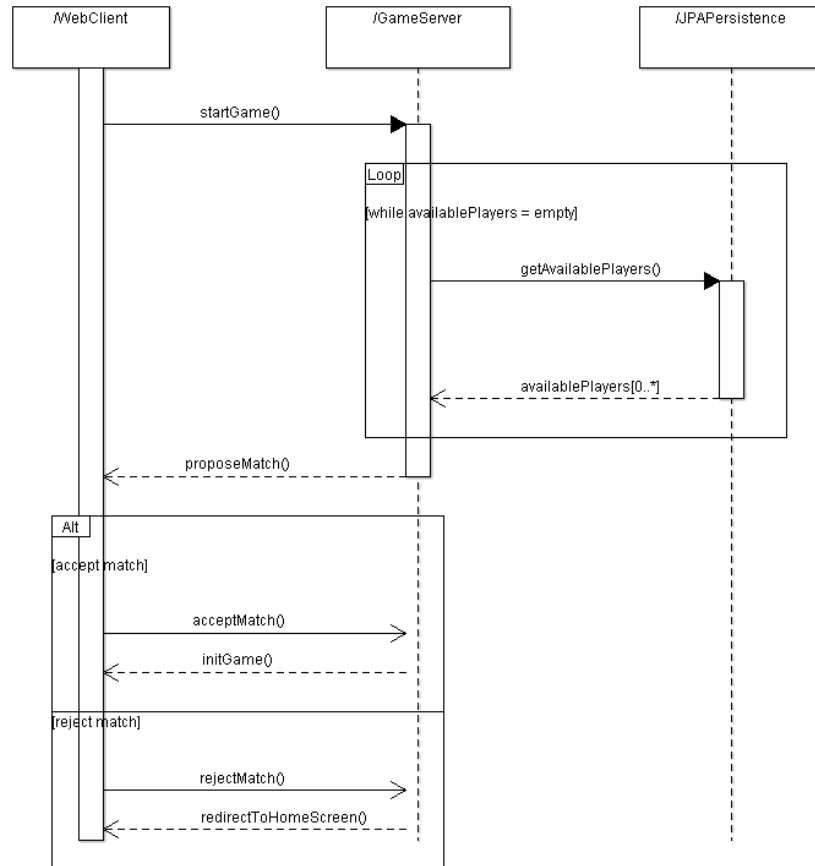 /WebClient
/GameServer
/JPAPersistence
startGame()
Loop
[while availablePlayers = empty]
getAvailablePlayers()
availablePlayers[0..*]
proposeMatch()
Alt
[accept match]
acceptMatch()
initGame()
[reject match]
rejectMatch()
redirectToHomeScreen()